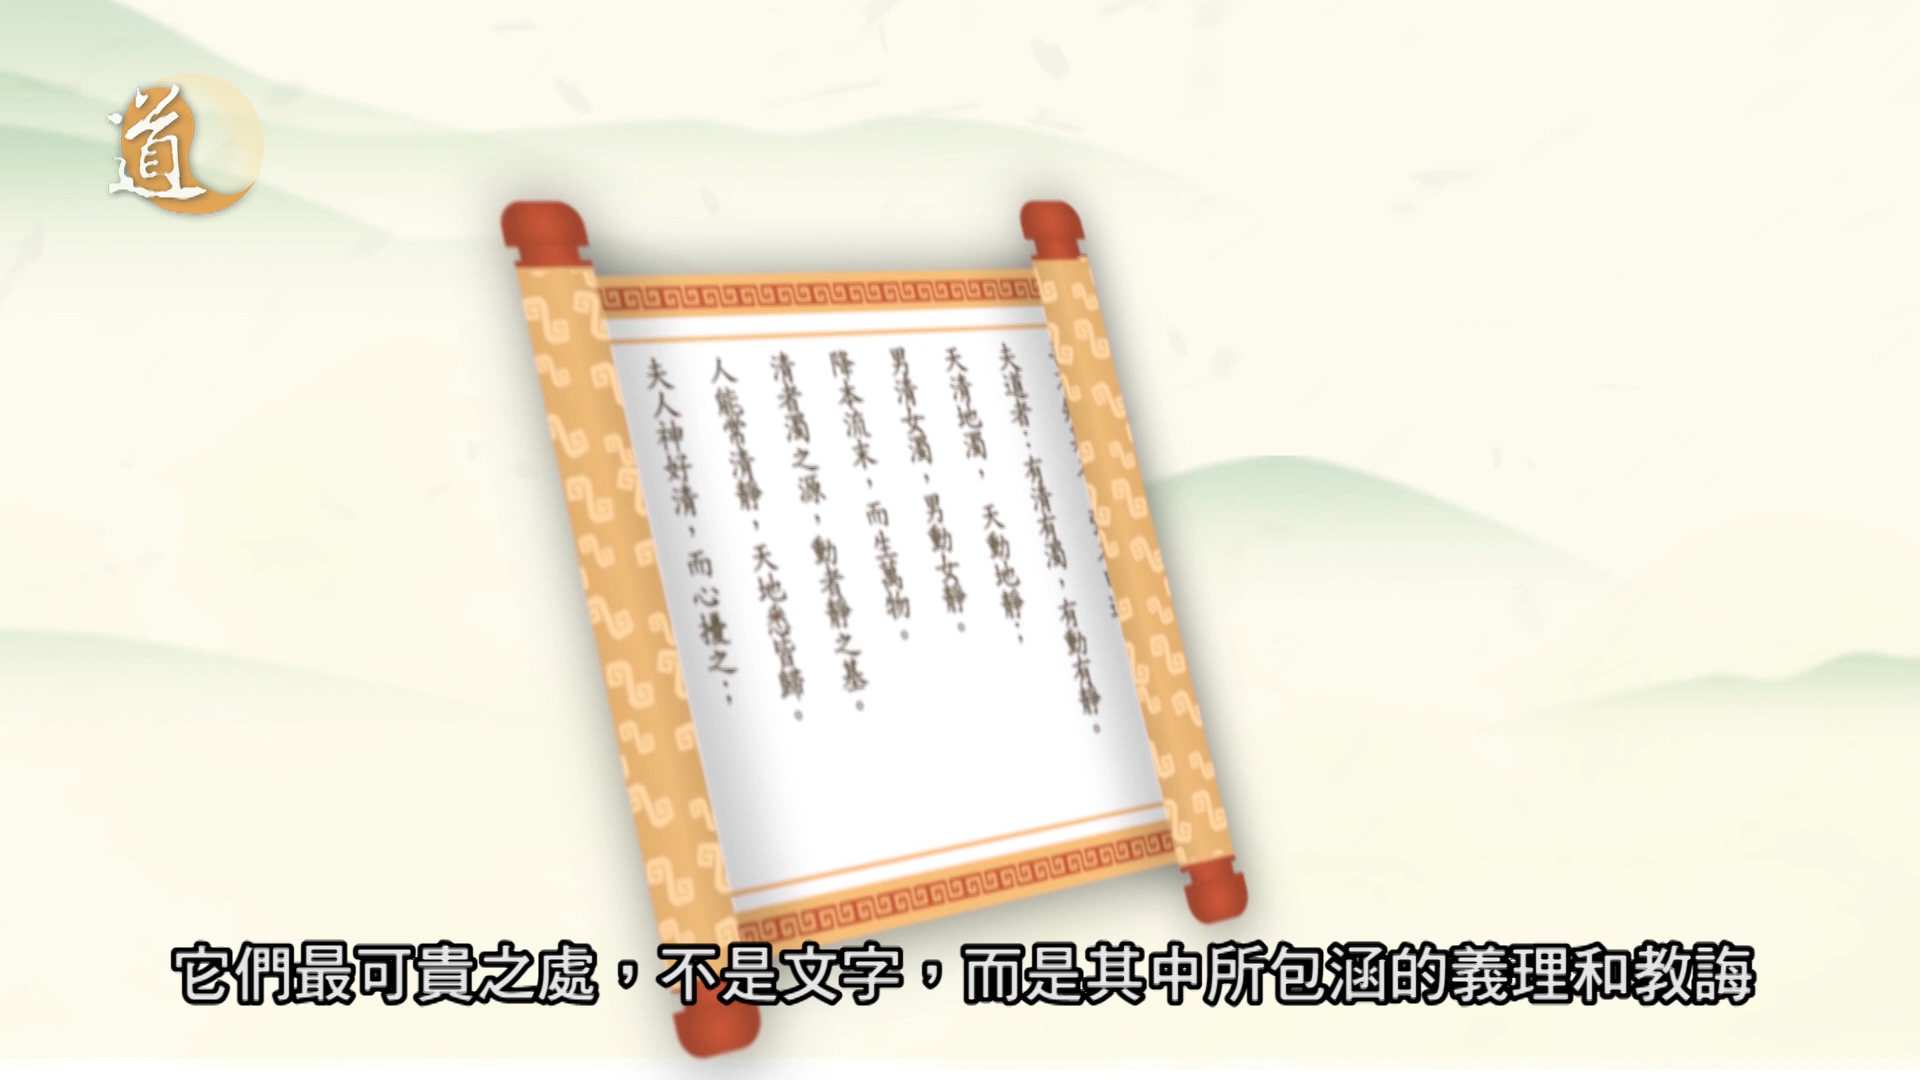 道
夫道者：有清有濁，有動有靜。
天清地濁，天動地靜；
男清女濁，男動女靜。
降本流末，而生萬物。
清者濁之源，動者靜之基。
人能常清靜，天地悉皆歸。
夫人神好清，而心擾之；
它們最可貴之處，不是文字，而是其中所包涵的義理和教誨